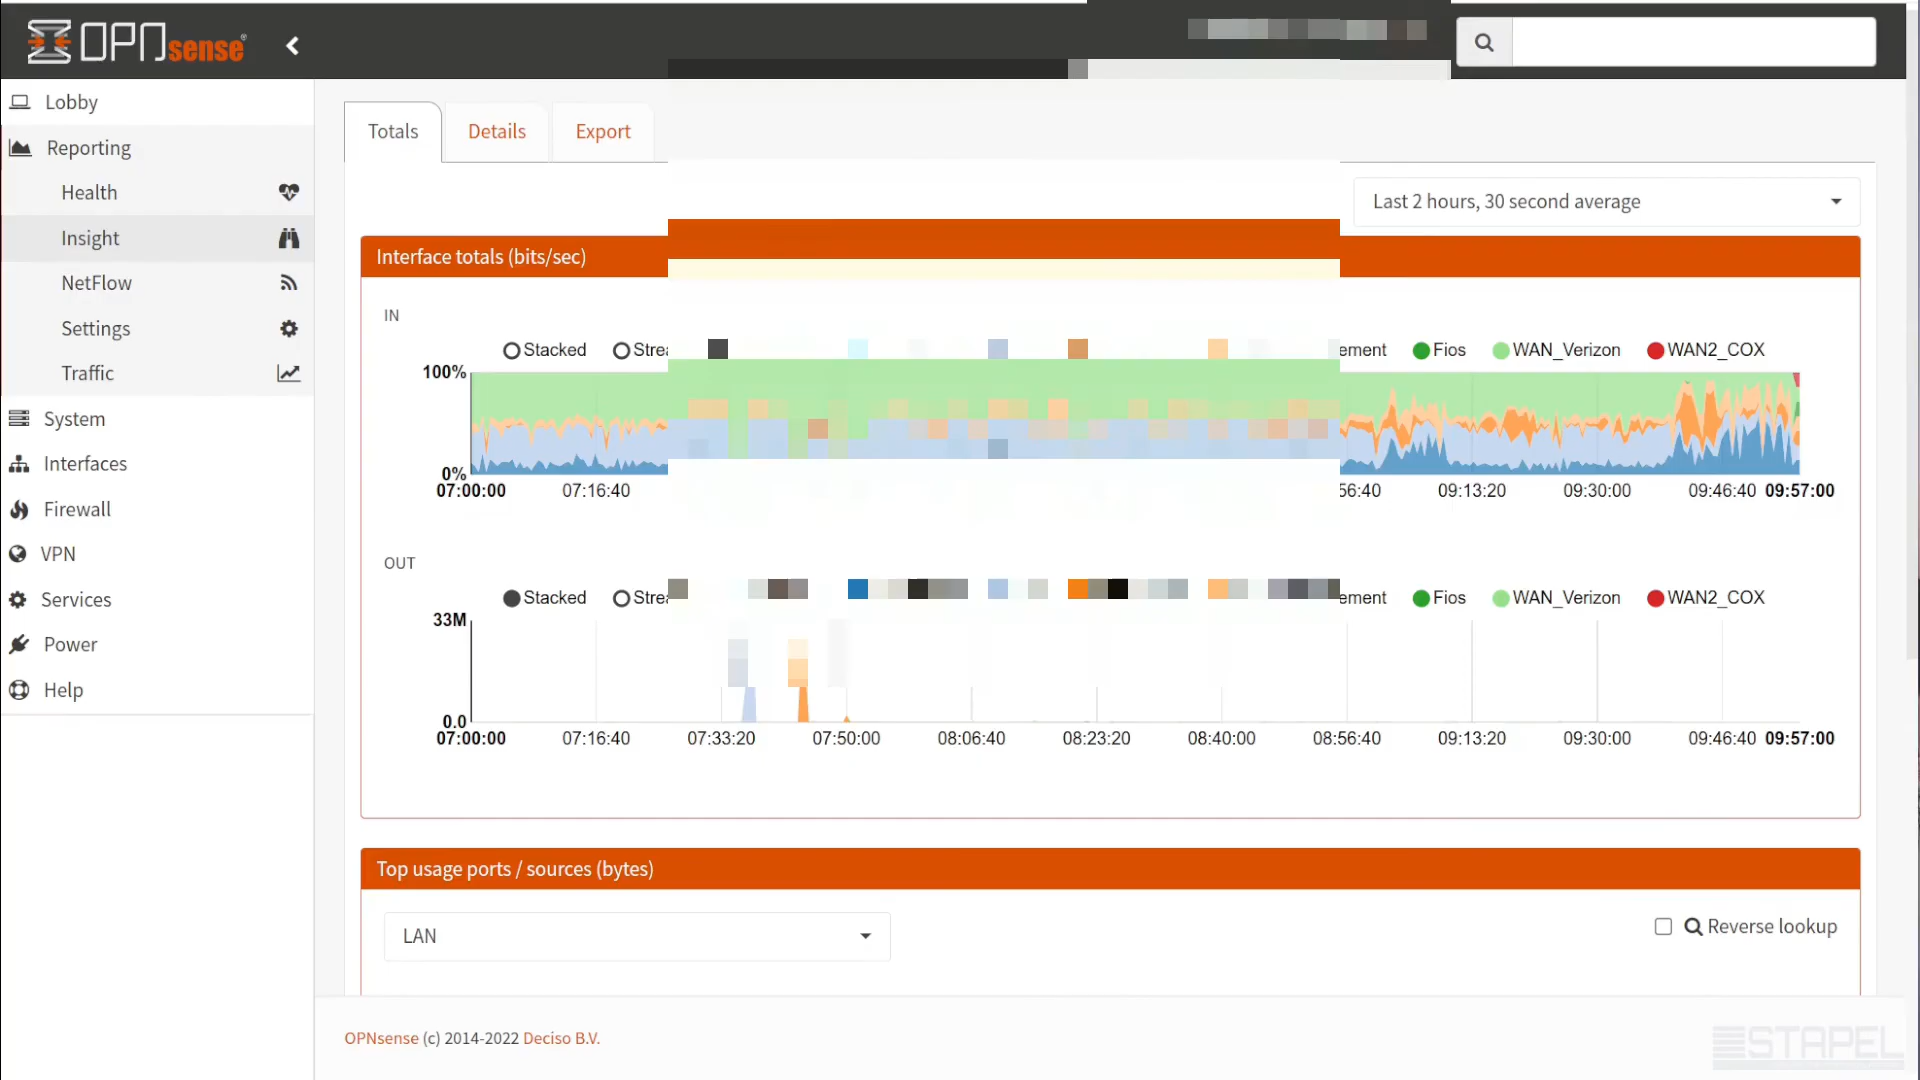 OPNsense®
Lobby
Reporting
Health
Insight
NetFlow
Settings
Traffic
System
Interfaces
Firewall
VPN
Services
Power
Help
Totals
Details
Export
Last 2 hours, 30 second average
Interface totals (bits/sec)
IN
Stacked
Fios
WAN_Verizon
WAN2_COX
100%
0%
07:00:00
07:16:40
09:13:20
09:30:00
09:46:40
09:57:00
OUT
Stacked
Fios
WAN_Verizon
WAN2_COX
33M
0.0
07:00:00
07:16:40
07:33:20
07:50:00
08:06:40
08:23:20
08:40:00
08:56:40
09:13:20
09:30:00
09:46:40
09:57:00
Top usage ports / sources (bytes)
LAN
Reverse lookup
OPNsense (c) 2014-2022 Deciso B.V.
STAPEL